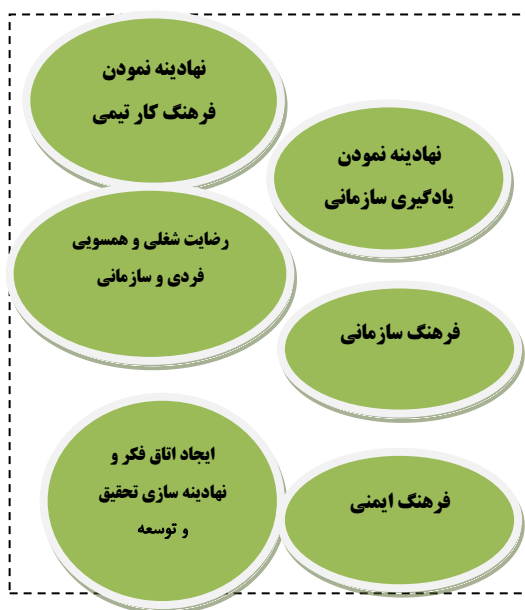 نهادینه نمودن
فرهنگ کار تیمی
نهادینه نمودن
یادگیری سازمانی
رضایت شغلی و همسویی
فردی و سازمانی
فرهنگ سازمانی
ایجاد اتاق فکر و
نهادینه سازی تحقیق
و توسعه
فرهنگ ایمنی